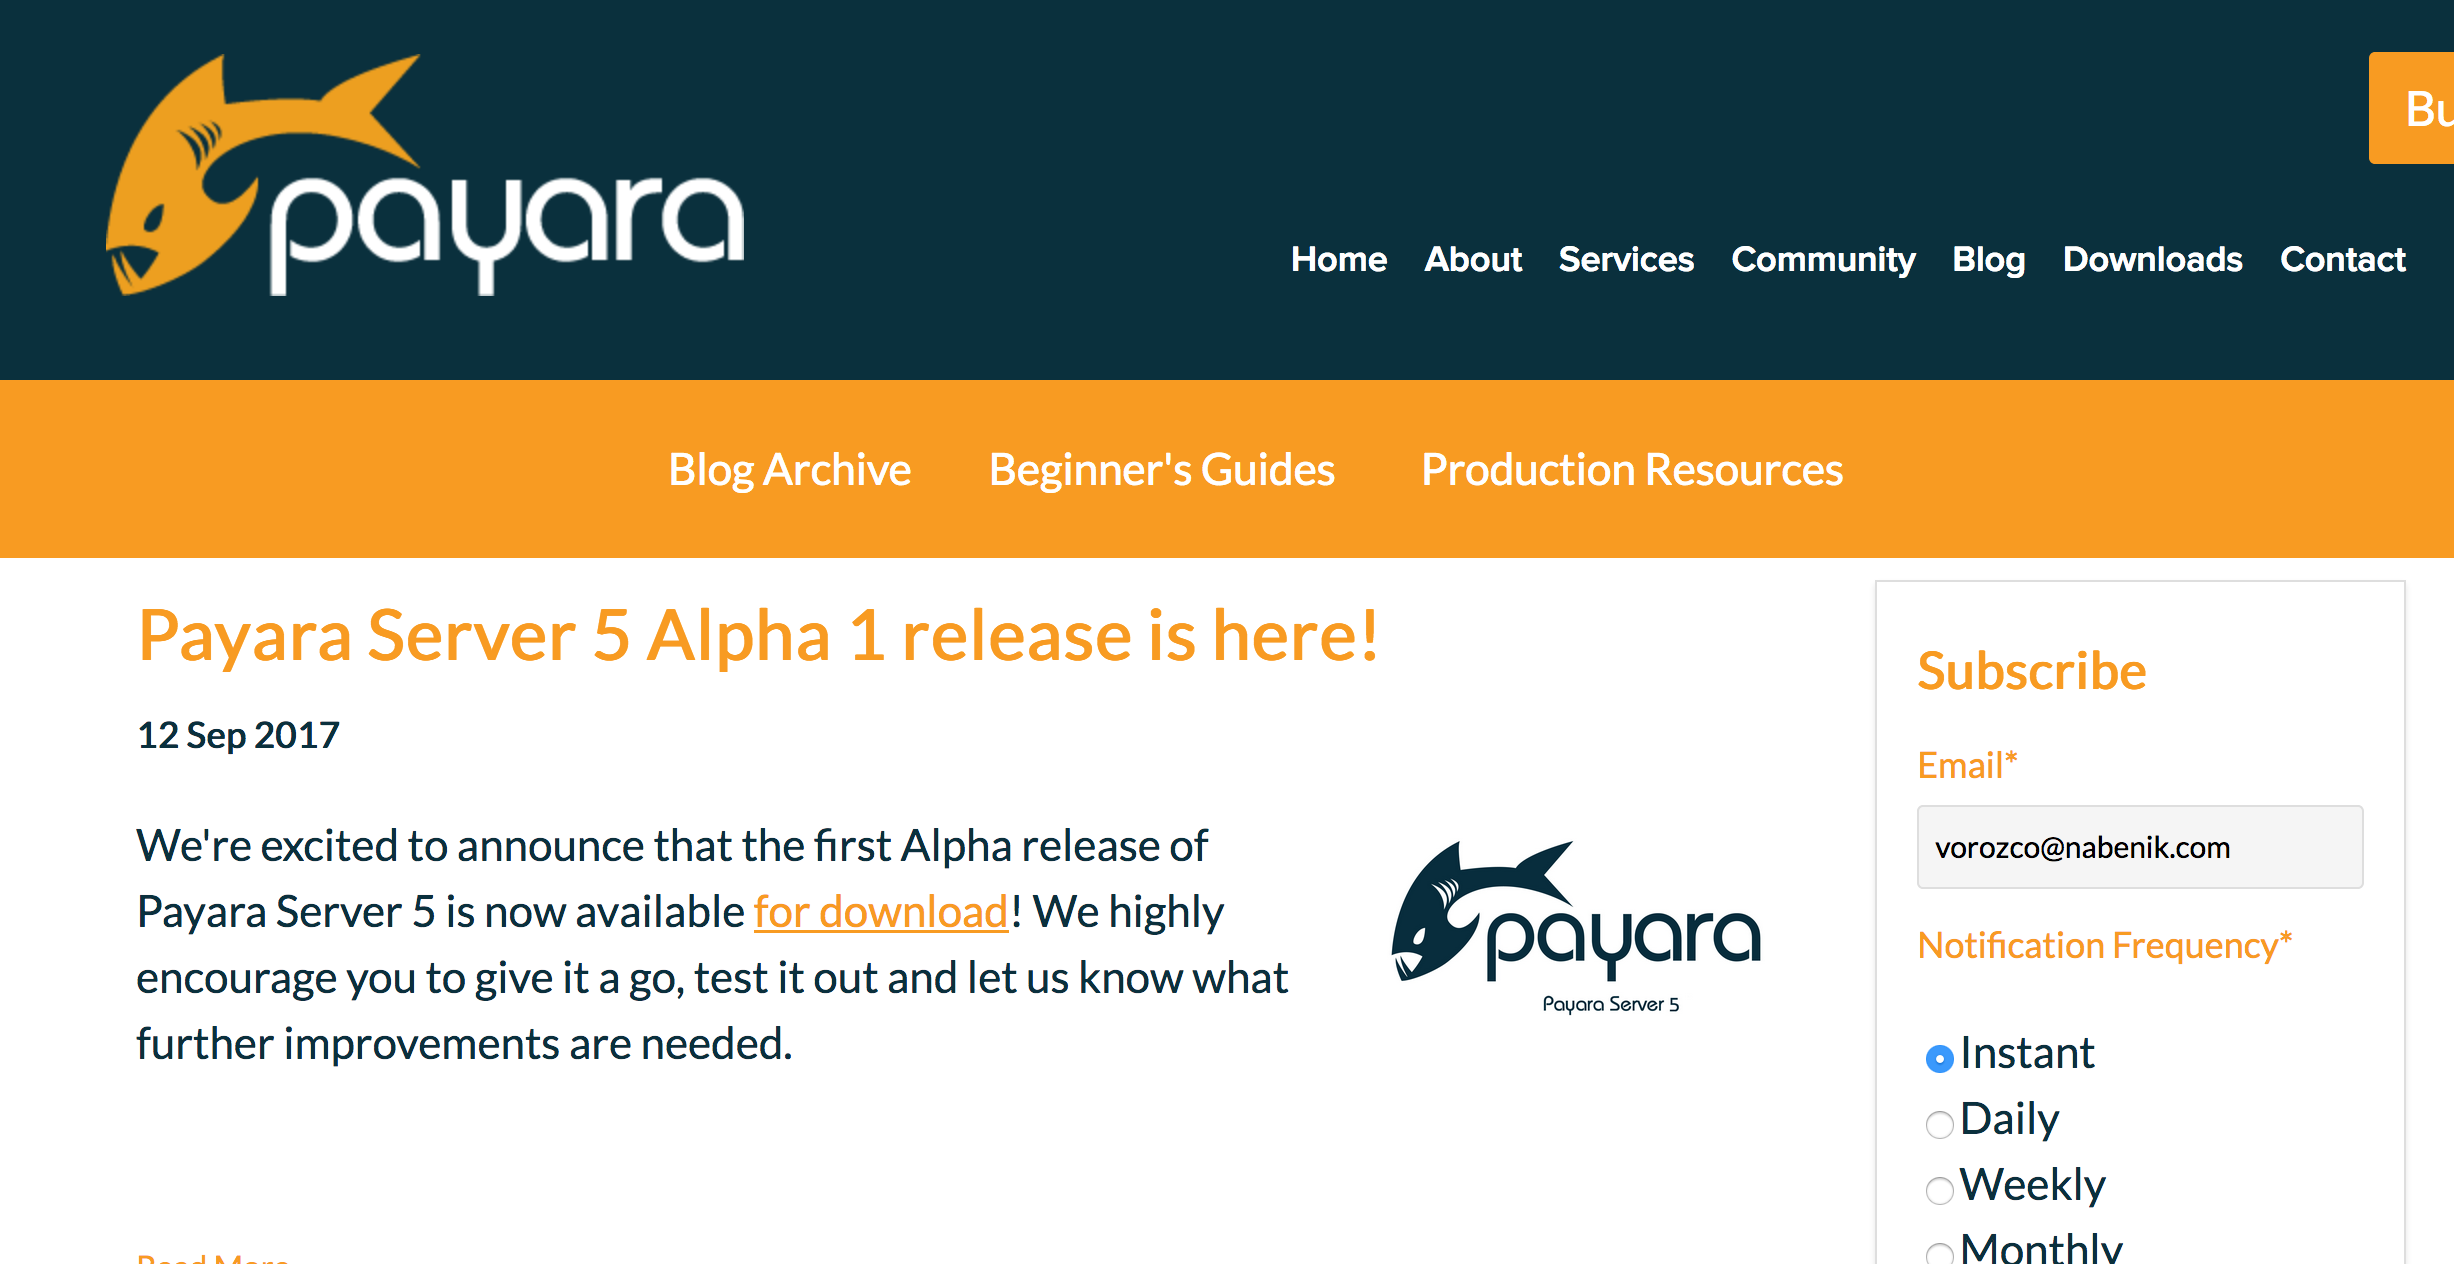 payara
Bu
Home About Services Community Blog Downloads Contact
Blog Archive Beginner's Guides Production Resources
Payara Server 5 Alpha 1 release is here!
12 Sep 2017
We're excited to announce that the first Alpha release of
Payara Server 5 is now available for download! We highly
encourage you to give it a go, test it out and let us know what
further improvements are needed.
Read More
payara
Payara Server 5
Subscribe
Email*
vorozco@nabenik.com
Notification Frequency*
Instant
Daily
Weekly
Monthly